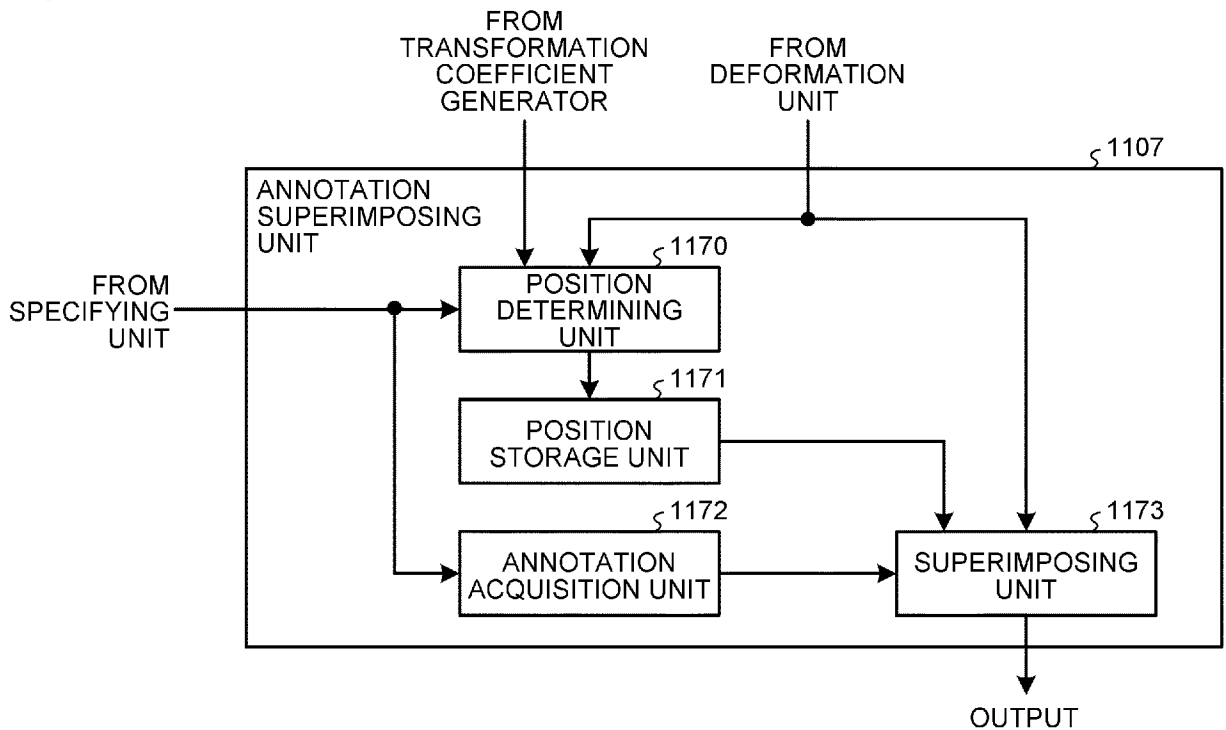 FROM
TRANSFORMATION
COEFFICIENT
GENERATOR
FROM
DEFORMATION
UNIT
1107
ANNOTATION
SUPERIMPOSING
UNIT
1170
POSITION
DETERMINING
UNIT
FROM
SPECIFYING
UNIT
1171
POSITION
STORAGE UNIT
1172
ANNOTATION
ACQUISITION UNIT
1173
SUPERIMPOSING
UNIT
OUTPUT